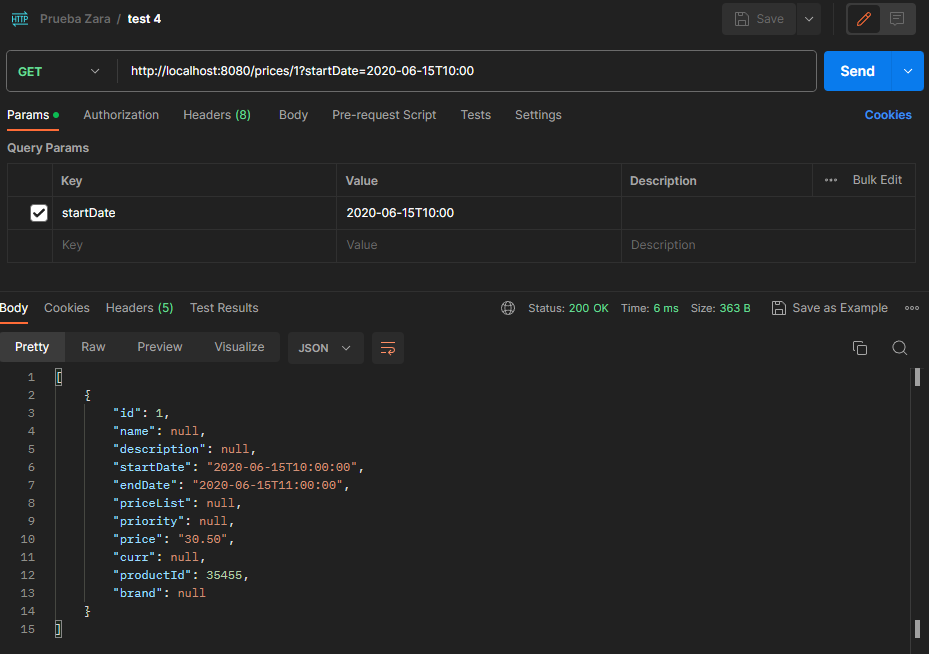 HTTP Prueba Zara / test 4 Save
GET http://localhost:8080/prices/1?startDate=2020-06-15T10:00 Send
Params Authorization Headers (8) Body Pre-request Script Tests Settings Cookies
Query Params
Key Value Description Bulk Edit
startDate 2020-06-15T10:00
Key Value Description
Body Cookies Headers (5) Test Results Status: 200 OK Time: 6 ms Size: 363 B Save as Example
Pretty Raw Preview Visualize JSON
1 [
2 {
3 "id": 1,
4 "name": null,
5 "description": null,
6 "startDate": "2020-06-15T10:00:00",
7 "endDate": "2020-06-15T11:00:00",
8 "priceList": null,
9 "priority": null,
10 "price": "30.50",
11 "curr": null,
12 "productId": 35455,
13 "brand": null
14 }
15 ]